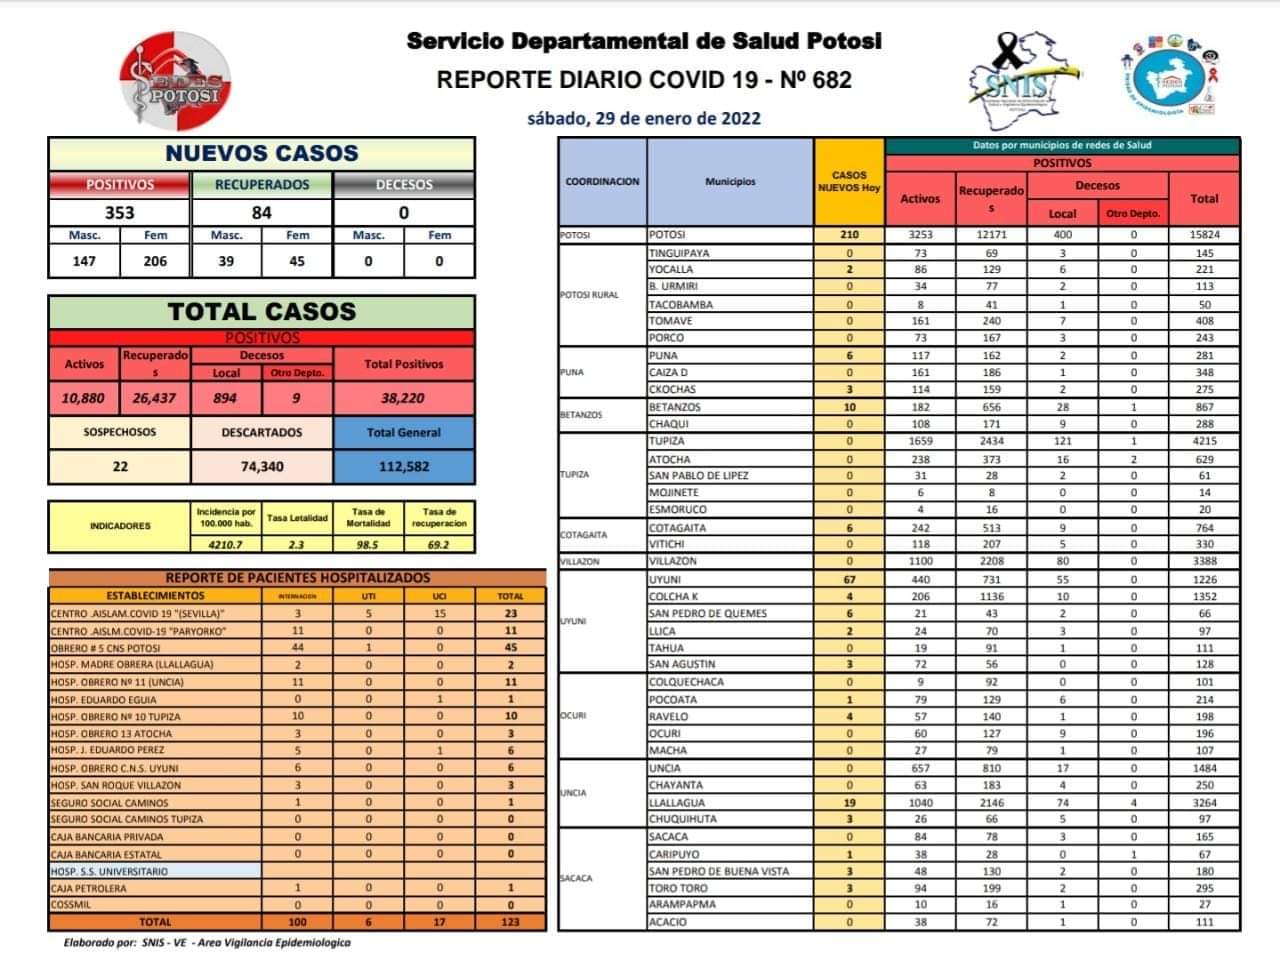 Servicio Departamental de Salud Potosi
REPORTE DIARIO COVID 19 - Nº 682
sábado, 29 de enero de 2022
SEDES
POTOSI
SNIS
NUEVOS CASOS
POSITIVOS RECUPERADOS DECESOS
353 84 0
Masc. Fem Masc. Fem Masc. Fem
147 206 39 45 0 0
TOTAL CASOS
POSITIVOS
Activos Recuperados Decesos Total Positivos
Local Otro Depto.
10,880 26,437 894 9 38,220
SOSPECHOSOS DESCARTADOS Total General
22 74,340 112,582
INDICADORES Incidencia por 100.000 hab. Tasa Letalidad Tasa de Mortalidad Tasa de recuperacion
4210.7 2.3 98.5 69.2
REPORTE DE PACIENTES HOSPITALIZADOS
ESTABLECIMIENTOS INTERNACION UTI UCI TOTAL
CENTRO .AISLAM.COVID 19 "(SEVILLA)" 3 5 15 23
CENTRO .AISLM.COVID-19 "PARYORKO" 11 0 0 11
OBRERO # 5 CNS POTOSI 44 1 0 45
HOSP. MADRE OBRERA (LLALLAGUA) 2 0 0 2
HOSP. OBRERO Nº 11 (UNCIA) 11 0 0 11
HOSP. EDUARDO EGUIA 0 0 1 1
HOSP. OBRERO Nº 10 TUPIZA 10 0 0 10
HOSP. OBRERO 13 ATOCHA 3 0 0 3
HOSP. J. EDUARDO PEREZ 5 0 1 6
HOSP. OBRERO C.N.S. UYUNI 6 0 0 6
HOSP. SAN ROQUE VILLAZON 3 0 0 3
SEGURO SOCIAL CAMINOS 1 0 0 1
SEGURO SOCIAL CAMINOS TUPIZA 0 0 0 0
CAJA BANCARIA PRIVADA 0 0 0 0
CAJA BANCARIA ESTATAL 0 0 0 0
HOSP. S.S. UNIVERSITARIO
CAJA PETROLERA 1 0 0 1
COSSMIL 0 0 0 0
TOTAL 100 6 17 123
Elaborado por: SNIS - VE - Area Vigilancia Epidemiologica
COORDINACION Municipios CASOS NUEVOS Hoy Datos por municipios de redes de Salud
POSITIVOS
Activos Recuperados Decesos Total
Local Otro Depto.
POTOSI POTOSI 210 3253 12171 400 0 15824
POTOSI RURAL
TINGUIPAYA 0 73 69 3 0 145
YOCALLA 2 86 129 6 0 221
B. URMIRI 0 34 77 2 0 113
TACOBAMBA 0 8 41 1 0 50
TOMAVE 0 161 240 7 0 408
PORCO 0 73 167 3 0 243
PUNA
PUNA 6 117 162 2 0 281
CAIZA D 0 161 186 1 0 348
CKOCHAS 3 114 159 2 0 275
BETANZOS
BETANZOS 10 182 656 28 1 867
CHAQUI 0 108 171 9 0 288
TUPIZA
TUPIZA 0 1659 2434 121 1 4215
ATOCHA 0 238 373 16 2 629
SAN PABLO DE LIPEZ 0 31 28 2 0 61
MOJINETE 0 6 8 0 0 14
ESMORUCO 0 4 16 0 0 20
COTAGAITA
COTAGAITA 6 242 513 9 0 764
VITICHI 0 118 207 5 0 330
VILLAZON VILLAZON 0 1100 2208 80 0 3388
UYUNI
UYUNI 67 440 731 55 0 1226
COLCHA K 4 206 1136 10 0 1352
SAN PEDRO DE QUEMES 6 21 43 2 0 66
LLICA 2 24 70 3 0 97
TAHUA 0 19 91 1 0 111
SAN AGUSTIN 3 72 56 0 0 128
OCURI
COLQUECHACA 0 9 92 0 0 101
POCOATA 1 79 129 6 0 214
RAVELO 4 57 140 1 0 198
OCURI 0 60 127 9 0 196
MACHA 0 27 79 1 0 107
UNCIA
UNCIA 0 657 810 17 0 1484
CHAYANTA 0 63 183 4 0 250
LLALLAGUA 19 1040 2146 74 4 3264
CHUQUIHUTA 3 26 66 5 0 97
SACACA
SACACA 0 84 78 3 0 165
CARIPUYO 1 38 28 0 1 67
SAN PEDRO DE BUENA VISTA 3 48 130 2 0 180
TORO TORO 3 94 199 2 0 295
ARAMPAPMA 0 10 16 1 0 27
ACACIO 0 38 72 1 0 111